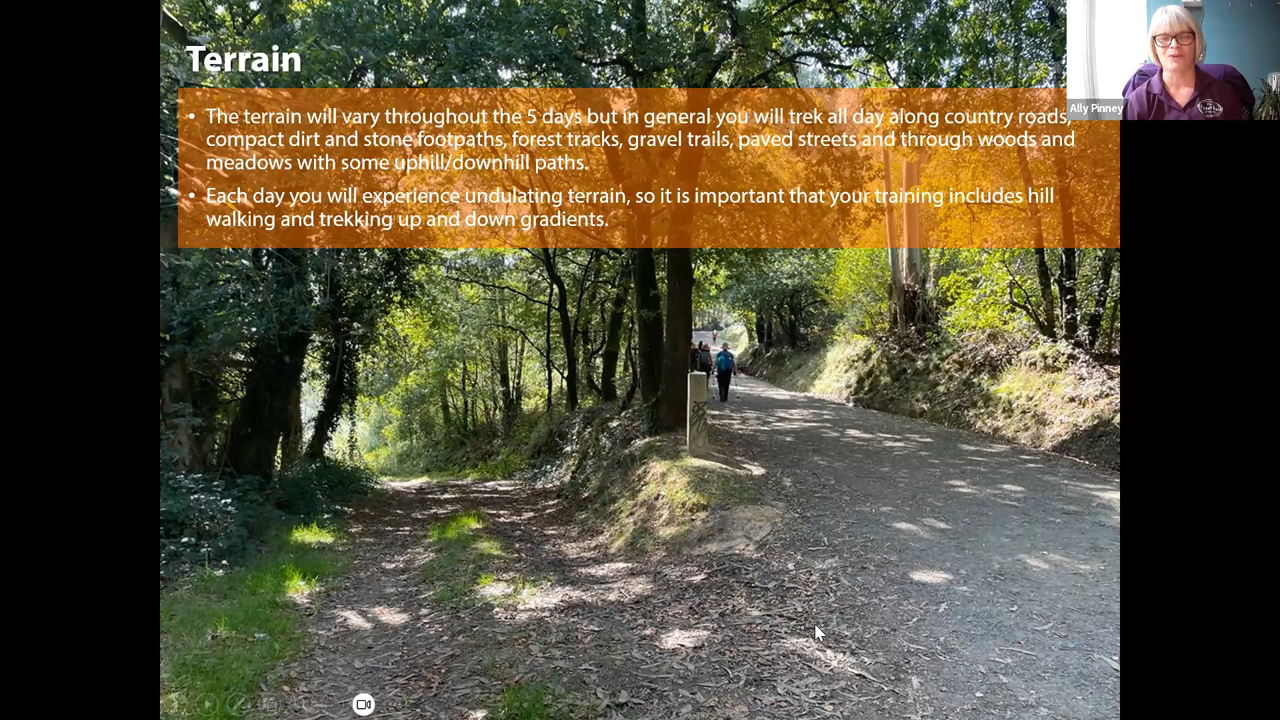 Terrain
• The terrain will vary throughout the 5 days but in general you will trek all day along country roads,
compact dirt and stone footpaths, forest tracks, gravel trails, paved streets and through woods and
meadows with some uphill/downhill paths.
• Each day you will experience undulating terrain, so it is important that your training includes hill
walking and trekking up and down gradients.
Ally Pinney